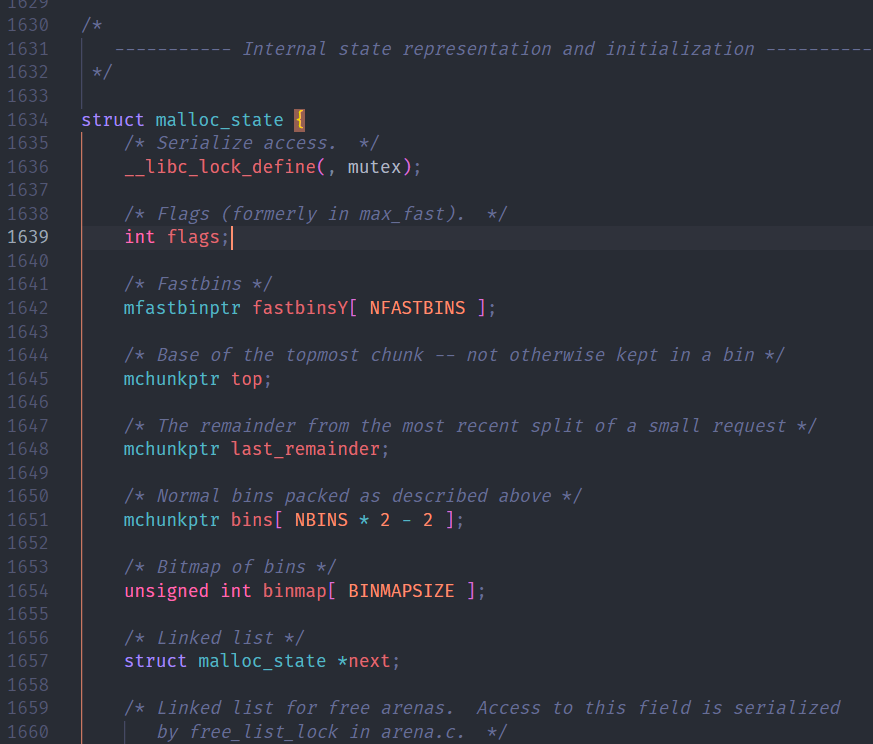 1629
1630 /*
1631 ----------- Internal state representation and initialization ----------
1632 */
1633
1634 struct malloc_state {
1635 /* Serialize access.  */
1636 __libc_lock_define(, mutex);
1637
1638 /* Flags (formerly in max_fast).  */
1639 int flags;
1640
1641 /* Fastbins */
1642 mfastbinptr fastbinsY[ NFASTBINS ];
1643
1644 /* Base of the topmost chunk -- not otherwise kept in a bin */
1645 mchunkptr top;
1646
1647 /* The remainder from the most recent split of a small request */
1648 mchunkptr last_remainder;
1649
1650 /* Normal bins packed as described above */
1651 mchunkptr bins[ NBINS * 2 - 2 ];
1652
1653 /* Bitmap of bins */
1654 unsigned int binmap[ BINMAPSIZE ];
1655
1656 /* Linked list */
1657 struct malloc_state *next;
1658
1659 /* Linked list for free arenas.  Access to this field is serialized
1660 by free_list_lock in arena.c.  */